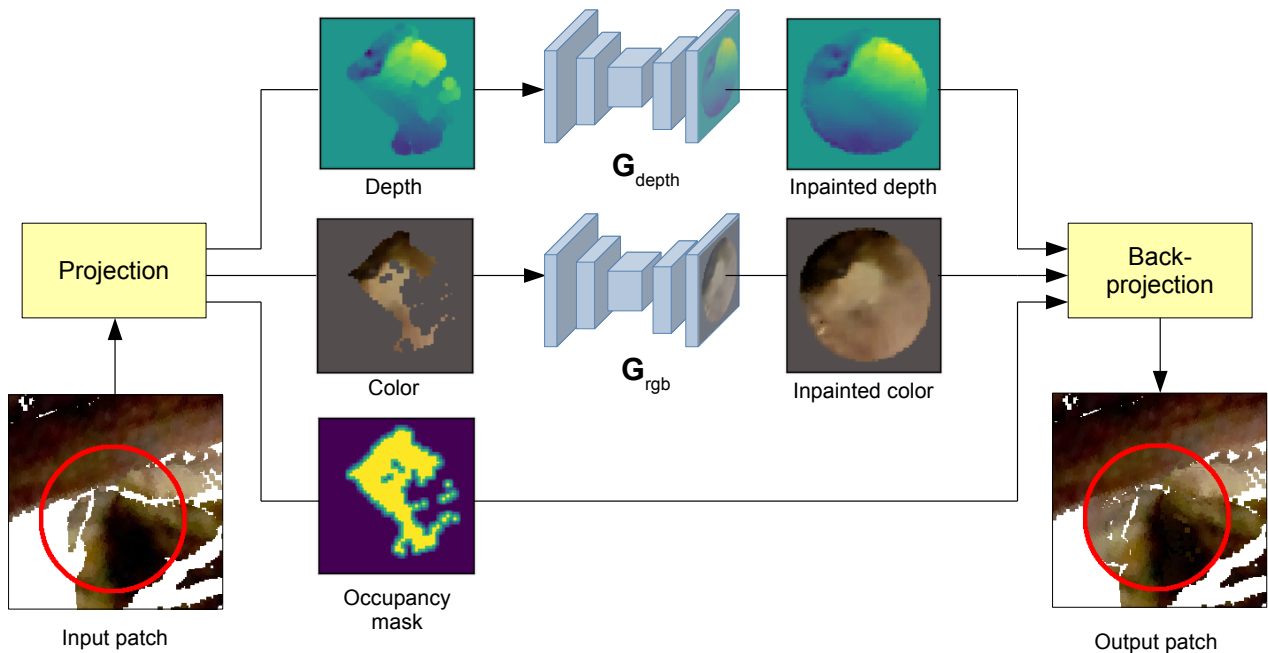 Depth
G depth
Inpainted depth
Projection
Color
G rgb
Inpainted color
Back-
projection
Occupancy
mask
Input patch
Output patch